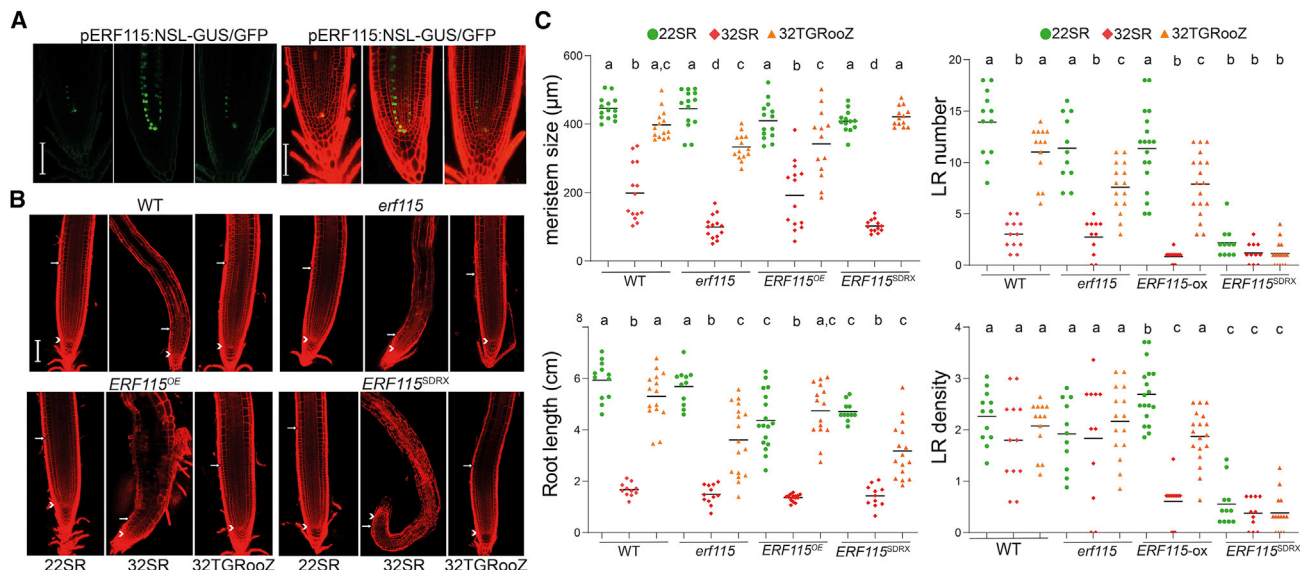 A
pERF115:NSL-GUS/GFP pERF115:NSL-GUS/GFP
B
WT erf115
ERF115OE ERF115SDRX
22SR 32SR 32TGRooZ 22SR 32SR 32TGRooZ
C
22SR 32SR 32TGRooZ
meristem size (µm)
600
400
200
0
a b a,c a d c a b c a d a
WT erf115 ERF115OE ERF115SDRX
22SR 32SR 32TGRooZ
LR number
20
15
10
5
0
a b a a b c a b c b b b
WT erf115 ERF115-ox ERF115SDRX
Root length (cm)
8
6
4
2
0
a b a a b c c b a,c c b c
WT erf115 ERF115OE ERF115SDRX
LR density
4
3
2
1
0
a a a a a a b c a c c c
WT erf115 ERF115-ox ERF115SDRX